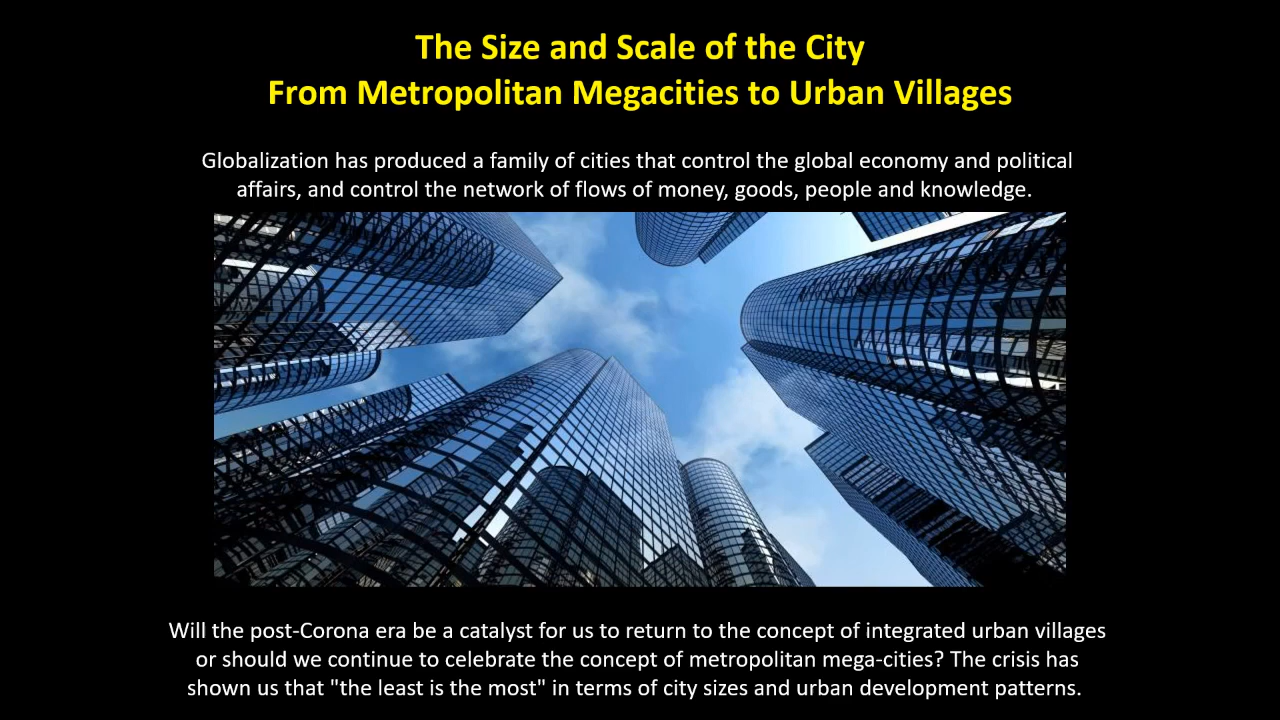 The Size and Scale of the City
From Metropolitan Megacities to Urban Villages
Globalization has produced a family of cities that control the global economy and political
affairs, and control the network of flows of money, goods, people and knowledge.
Will the post-Corona era be a catalyst for us to return to the concept of integrated urban villages
or should we continue to celebrate the concept of metropolitan mega-cities? The crisis has
shown us that "the least is the most" in terms of city sizes and urban development patterns.